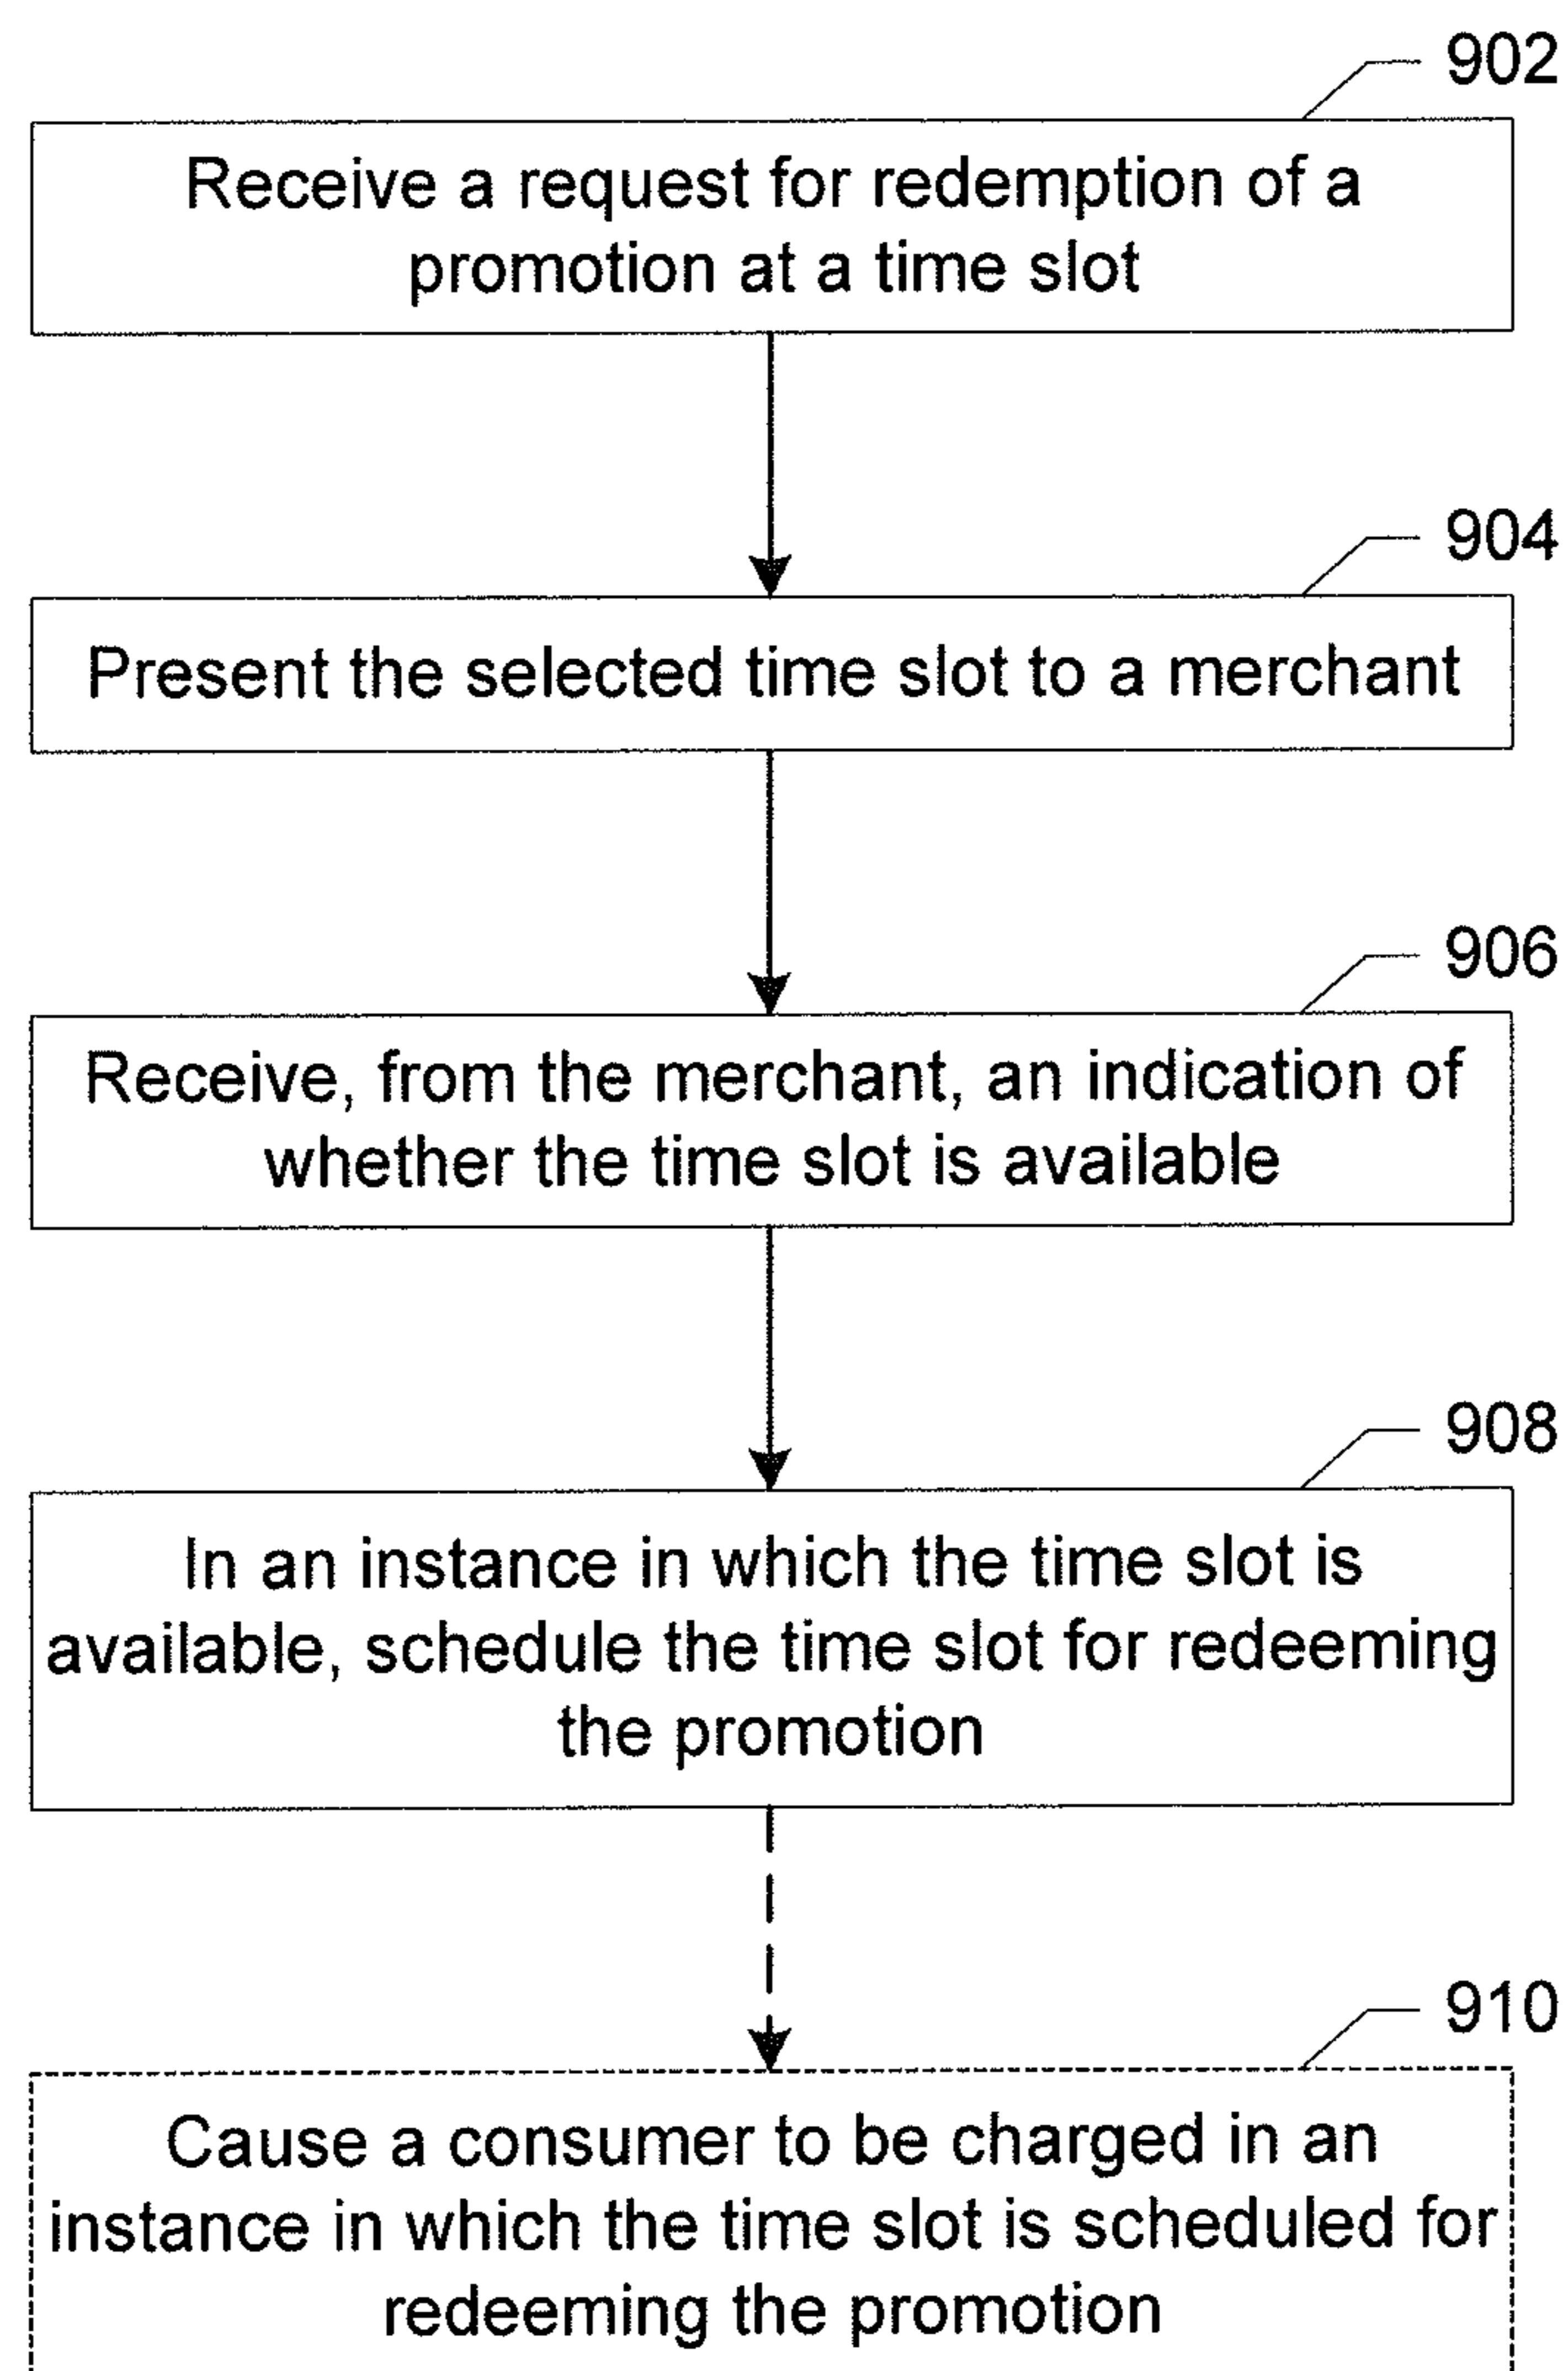 902
Receive a request for redemption of a
promotion at a time slot
904
Present the selected time slot to a merchant
906
Receive, from the merchant, an indication of
whether the time slot is available
908
In an instance in which the time slot is
available, schedule the time slot for redeeming
the promotion
910
Cause a consumer to be charged in an
instance in which the time slot is scheduled for
redeeming the promotion